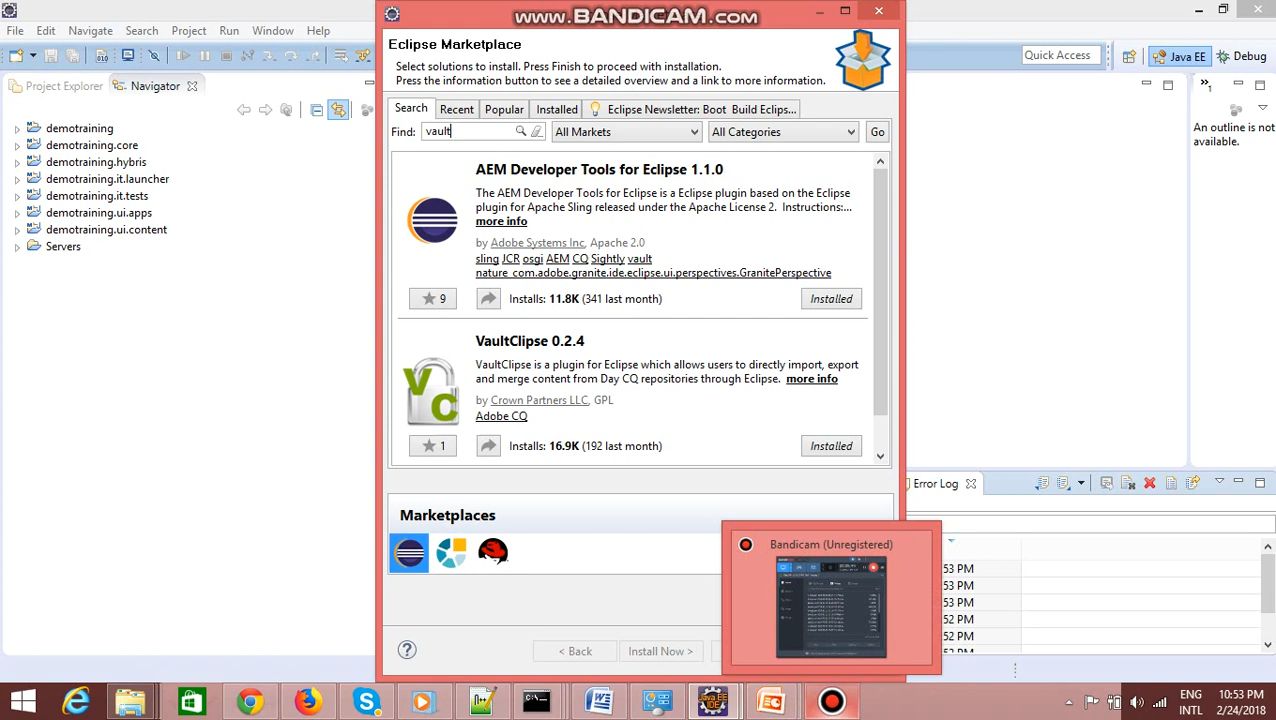 www.BANDICAM.com
File Edit Navigate Search Project Run Window Help
Quick Access
Java EE
Debug
Project Explorer
Navigator
demotraining
demotraining.core
demotraining.hybris
demotraining.it.launcher
demotraining.it.tests
demotraining.ui.apps
demotraining.ui.content
Servers
Eclipse Marketplace
Select solutions to install. Press Finish to proceed with installation.
Press the information button to see a detailed overview and a link to more information.
Search Recent Popular Installed Eclipse Newsletter: Boot Build Eclips...
Find: vault All Markets All Categories Go
AEM Developer Tools for Eclipse 1.1.0
The AEM Developer Tools for Eclipse is a Eclipse plugin based on the Eclipse
plugin for Apache Sling released under the Apache License 2. Instructions:...
more info
by Adobe Systems Inc, Apache 2.0
sling JCR osgi AEM CQ Sightly vault
nature_com.adobe.granite.ide.eclipse.ui.perspectives.GranitePerspective
9 Installs: 11.8K (341 last month) Installed
VaultClipse 0.2.4
VaultClipse is a plugin for Eclipse which allows users to directly import, export
and merge content from Day CQ repositories through Eclipse. more info
by Crown Partners LLC, GPL
Adobe CQ
1 Installs: 16.9K (192 last month) Installed
Marketplaces
< Back Install Now >
Bandicam (Unregistered)
An outline is not
available.
Error Log
53 PM
53 PM
52 PM
52 PM
52 PM
Java EE
IDE
ENG
INTL
5:53 PM
2/24/2018